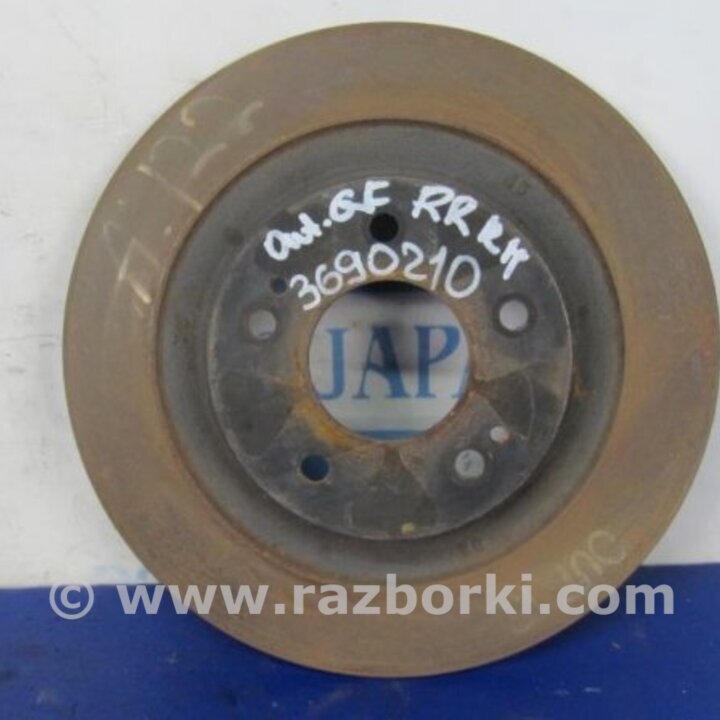 Out. GF RR RH
3690210
JAPA
© www.razborki.com